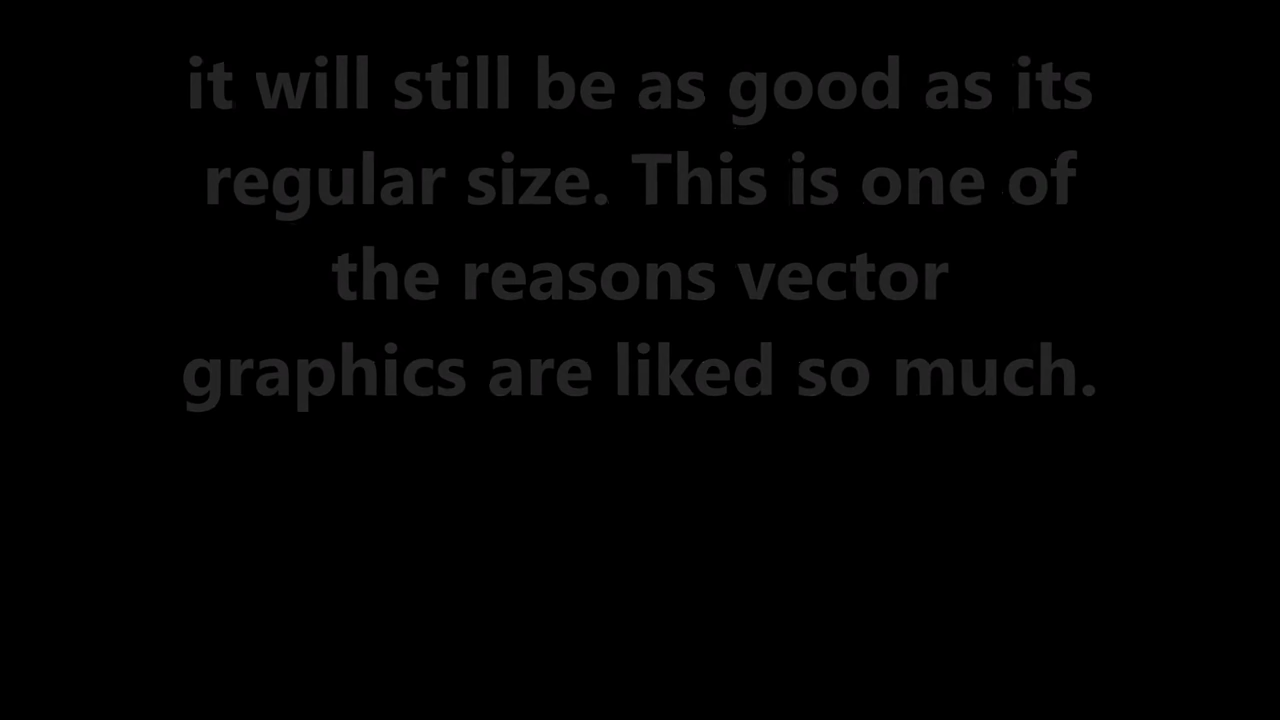 it will still be as good as its
regular size. This is one of
the reasons vector
graphics are liked so much.